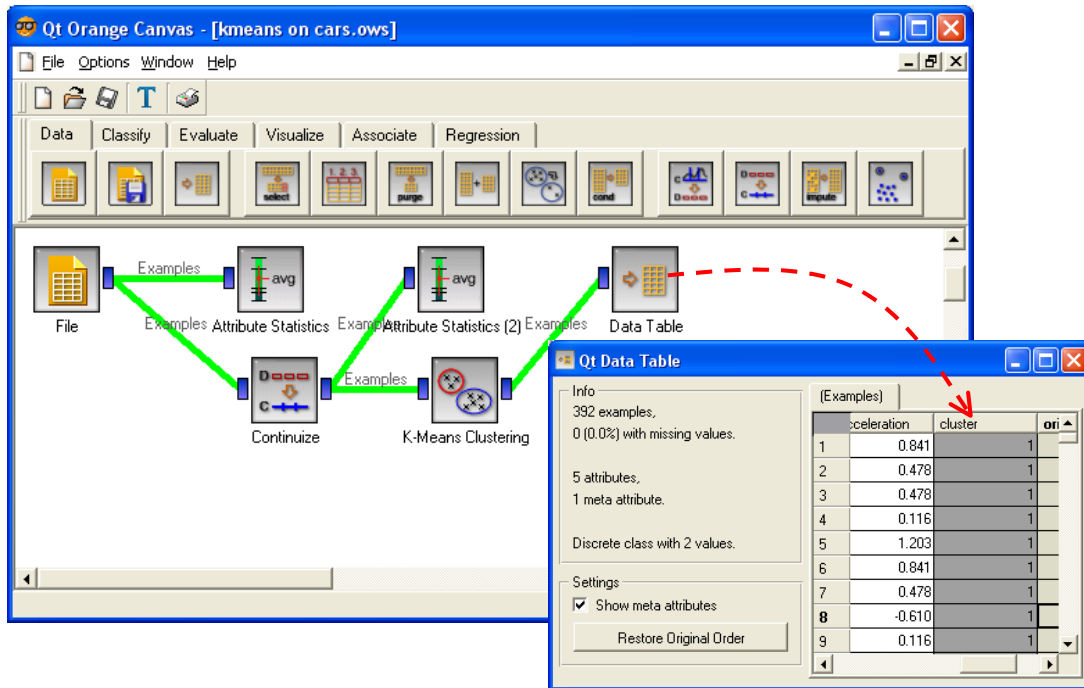 Qt Orange Canvas - [kmeans on cars.ows]
File Options Window Help
T
Data Classify Evaluate Visualize Associate Regression
select
1. 2. 3.
purge
cond
C
D
D
C
impute
Examples
avg
avg
File
Examples
Attribute Statistics
Examples
Attribute Statistics (2)
Examples
Data Table
D
C
Examples
Continuize
K-Means Clustering
Qt Data Table
Info
392 examples,
0 (0.0%) with missing values.
5 attributes,
1 meta attribute.
Discrete class with 2 values.
Settings
Show meta attributes
Restore Original Order
(Examples)
cceleration cluster ori
1 0.841 1
2 0.478 1
3 0.478 1
4 0.116 1
5 1.203 1
6 0.841 1
7 0.478 1
8 -0.610 1
9 0.116 1